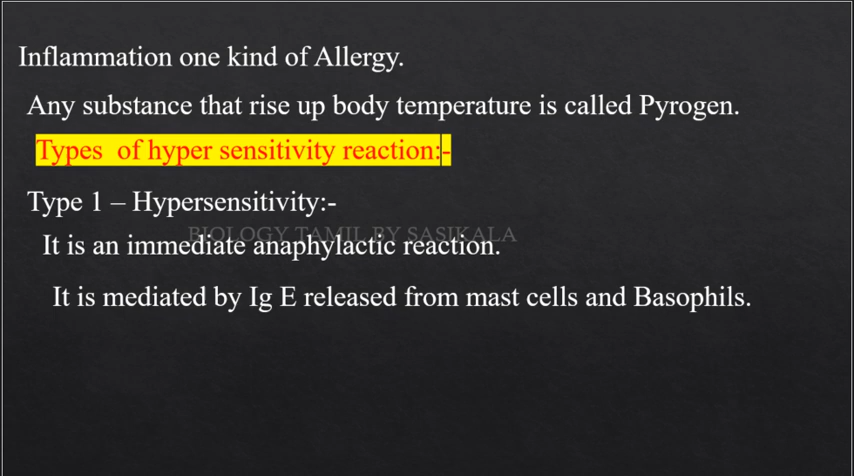 Inflammation one kind of Allergy.
Any substance that rise up body temperature is called Pyrogen.
Types of hyper sensitivity reaction:-
Type 1 – Hypersensitivity:-
BIOLOGY TAMIL BY SASIKALA
It is an immediate anaphylactic reaction.
It is mediated by Ig E released from mast cells and Basophils.